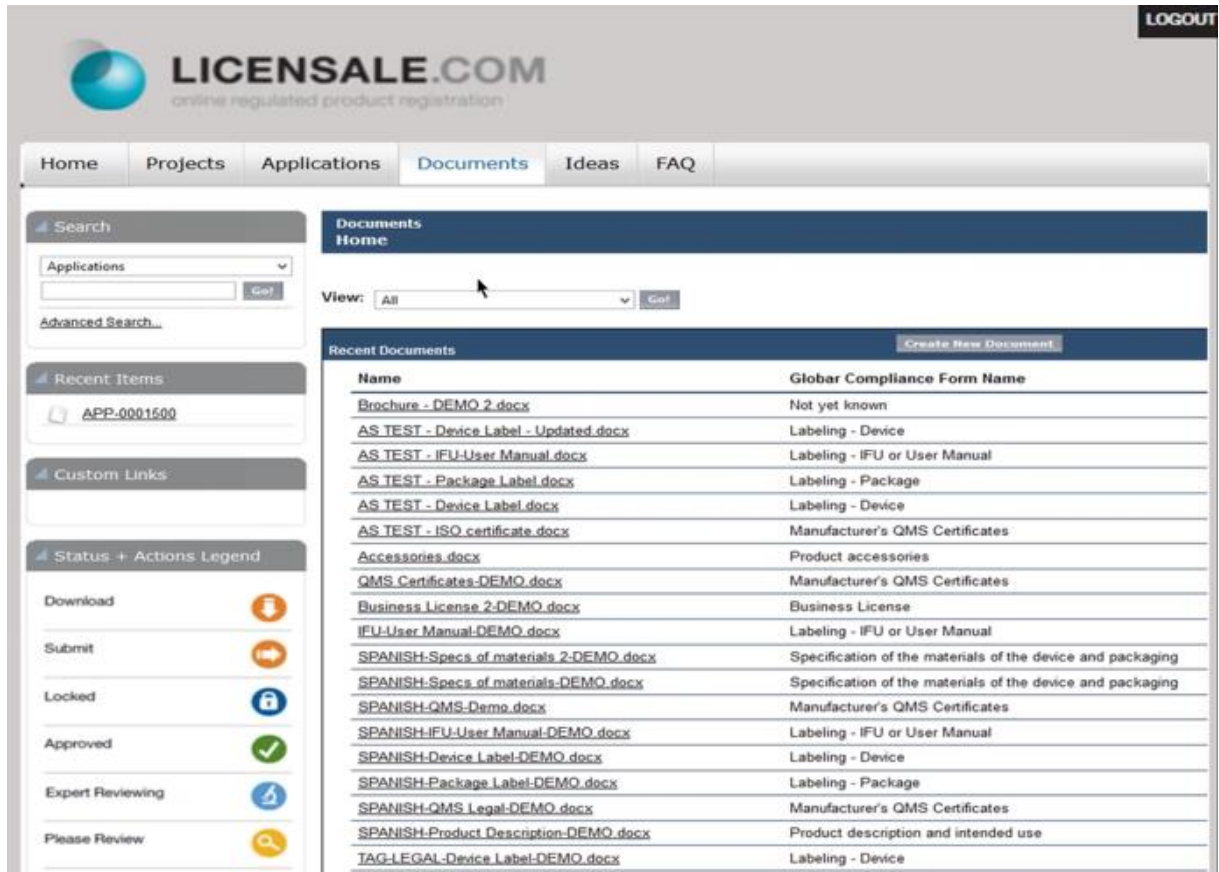 LOGOUT
LICENSALE.COM
online regulated product registration
Home Projects Applications Documents Ideas FAQ
Search
Applications
Go!
Advanced Search...
Recent Items
APP-0001500
Custom Links
Status + Actions Legend
Download
Submit
Locked
Approved
Expert Reviewing
Please Review
Documents
Home
View: All Go!
Recent Documents Create New Document
Name Globar Compliance Form Name
Brochure - DEMO 2.docx Not yet known
AS TEST - Device Label - Updated.docx Labeling - Device
AS TEST - IFU-User Manual.docx Labeling - IFU or User Manual
AS TEST - Package Label.docx Labeling - Package
AS TEST - Device Label.docx Labeling - Device
AS TEST - ISO certificate.docx Manufacturer's QMS Certificates
Accessories.docx Product accessories
QMS Certificates-DEMO.docx Manufacturer's QMS Certificates
Business License 2-DEMO.docx Business License
IFU-User Manual-DEMO.docx Labeling - IFU or User Manual
SPANISH-Specs of materials 2-DEMO.docx Specification of the materials of the device and packaging
SPANISH-Specs of materials-DEMO.docx Specification of the materials of the device and packaging
SPANISH-QMS-Demo.docx Manufacturer's QMS Certificates
SPANISH-IFU-User Manual-DEMO.docx Labeling - IFU or User Manual
SPANISH-Device Label-DEMO.docx Labeling - Device
SPANISH-Package Label-DEMO.docx Labeling - Package
SPANISH-QMS Legal-DEMO.docx Manufacturer's QMS Certificates
SPANISH-Product Description-DEMO.docx Product description and intended use
TAG-LEGAL-Device Label-DEMO.docx Labeling - Device